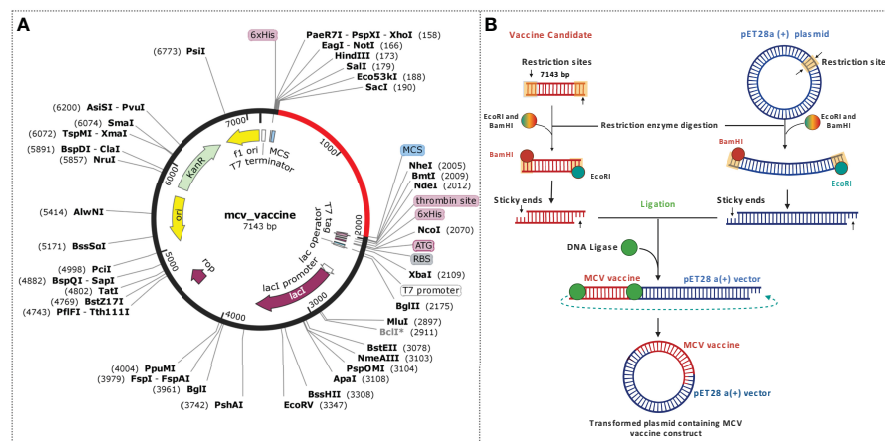 A
6xHis
PaeR7I - PspXI - XhoI (158)
EagI - NotI (166)
HindIII (173)
SalI (179)
Eco53kI (188)
SacI (190)
(6773) PsiI
(6200) AsiSI - PvuI
(6074) SmaI
(6072) TspMI - XmaI
(5891) BspDI - ClaI
(5857) NruI
(5414) AlwNI
(5171) BssSαI
(4998) PciI
(4882) BspQI - SapI
(4802) TatI
(4769) BstZ17I
(4743) PflFI - Tth111I
(4004) PpuMI
(3979) FspI - FspAI
(3961) BglI
(3742) PshAI
MCS
NheI (2005)
BmtI (2009)
NdeI (2012)
thrombin site
6xHis
NcoI (2070)
ATG
RBS
XbaI (2109)
T7 promoter
BglII (2175)
MluI (2897)
BclI* (2911)
BstEII (3078)
NmeAIII (3103)
PspOMI (3104)
ApaI (3108)
BssHII (3308)
EcoRV (3347)
7000
1000
2000
3000
4000
5000
6000
KanR
f1 ori
MCS
T7 terminator
ori
rop
mcv_vaccine
7143 bp
T7 tag
lac operator
lacI promoter
lacI
B
Vaccine Candidate
pET28a (+) plasmid
Restriction sites
7143 bp
Restriction sites
EcoRI and
BamHI
Restriction enzyme digestion
EcoRI and
BamHI
BamHI
EcoRI
BamHI
EcoRI
Sticky ends
Ligation
Sticky ends
DNA Ligase
MCV vaccine
pET28 a(+) vector
MCV vaccine
pET28 a(+) vector
Transformed plasmid containing MCV
vaccine construct